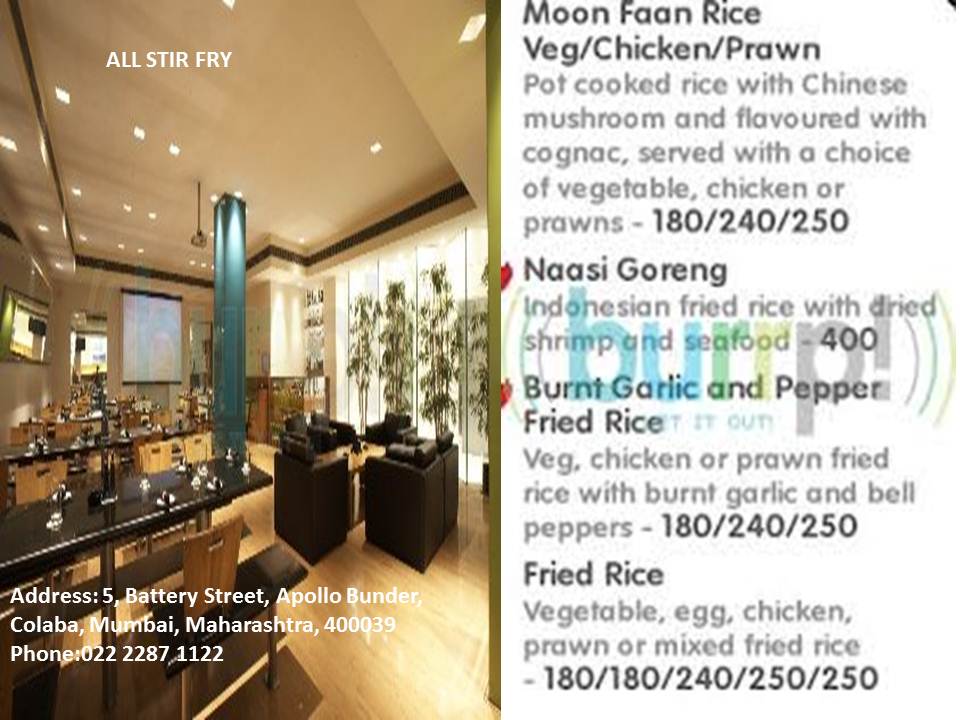 ALL STIR FRY
Address: 5, Battery Street, Apollo Bunder,
Colaba, Mumbai, Maharashtra, 400039
Phone:022 2287 1122
Moon Faan Rice
Veg/Chicken/Prawn
Pot cooked rice with Chinese
mushroom and flavoured with
cognac, served with a choice
of vegetable, chicken or
prawns - 180/240/250
Naasi Goreng
Indonesian fried rice with dried
shrimp and seafood - 400
Burnt Garlic and Pepper
Fried Rice
Veg, chicken or prawn fried
rice with burnt garlic and bell
peppers - 180/240/250
Fried Rice
Vegetable, egg, chicken,
prawn or mixed fried rice
- 180/180/240/250/250
burrp!
IT OUT!